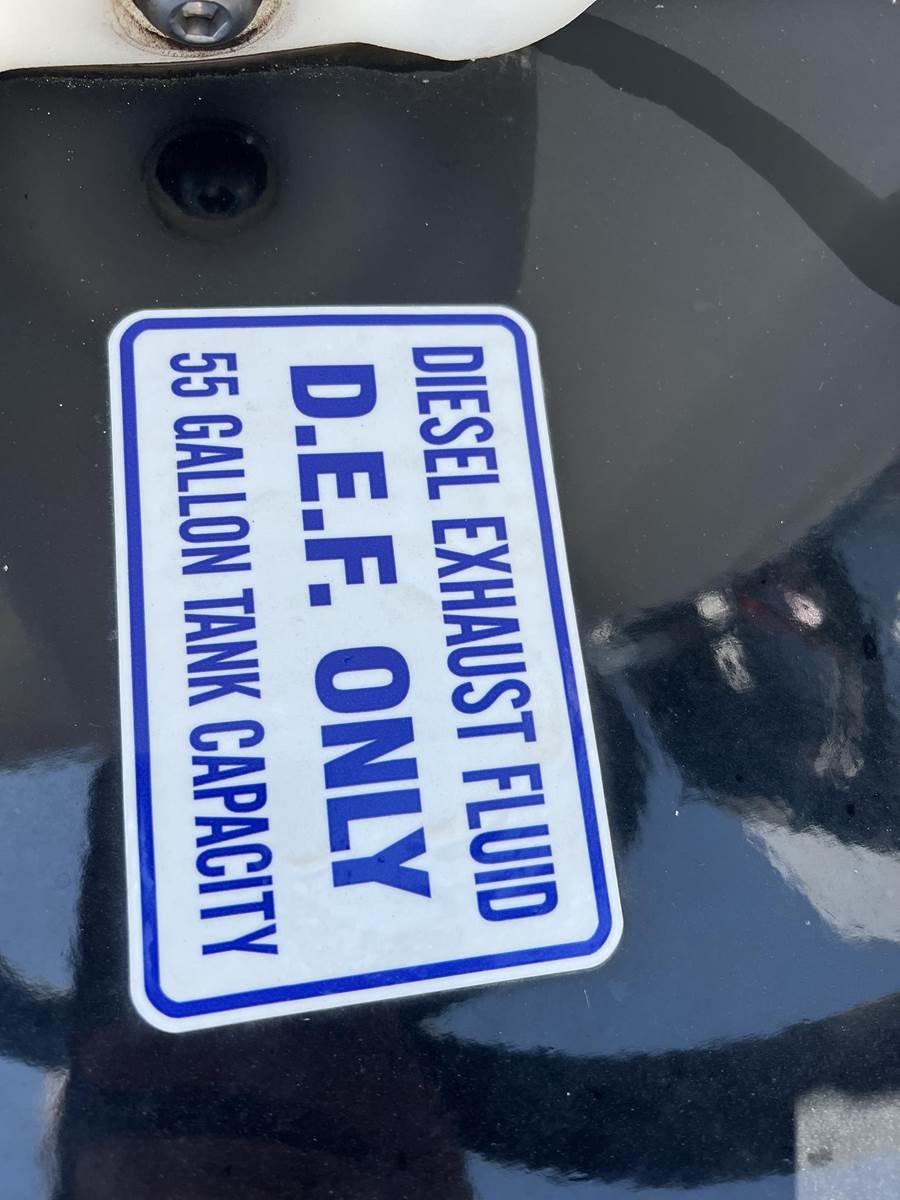 DIESEL EXHAUST FLUID
D.E.F. ONLY
55 GALLON TANK CAPACITY